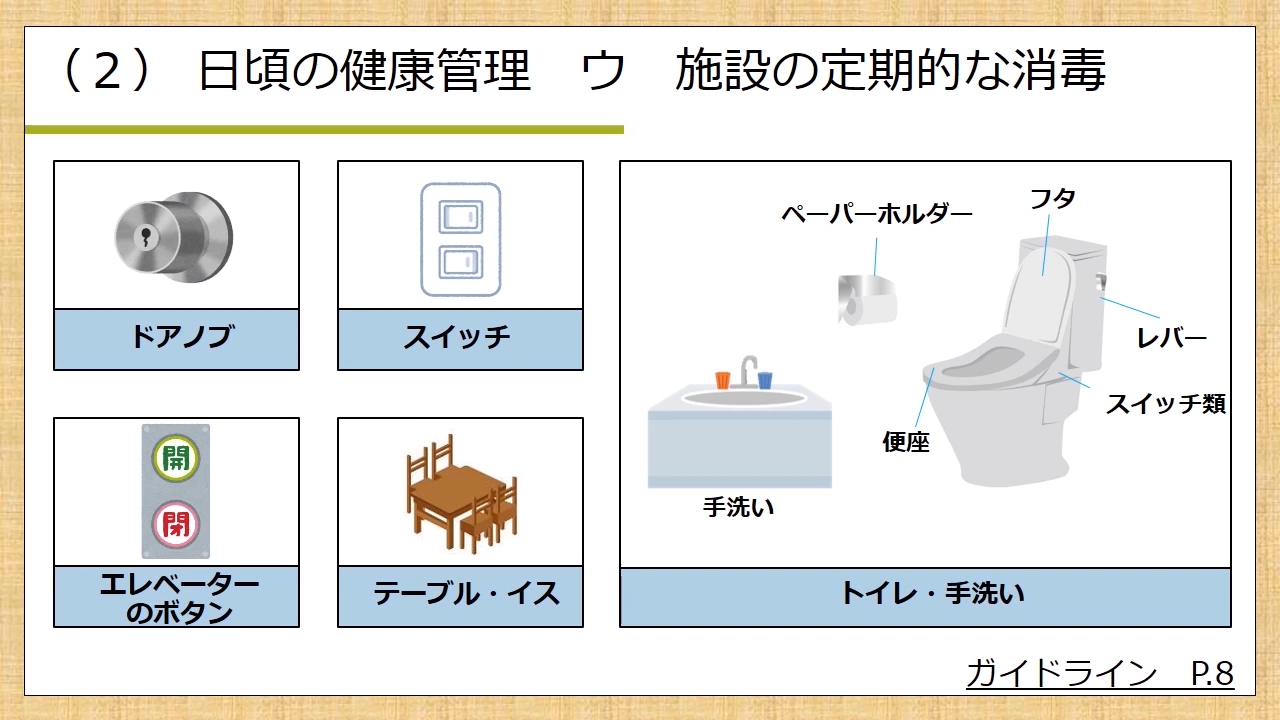 （２） 日頃の健康管理　ウ　施設の定期的な消毒
ドアノブ
スイッチ
エレベーター
のボタン
開
閉
テーブル・イス
ペーパーホルダー
フタ
レバー
スイッチ類
便座
手洗い
トイレ・手洗い
ガイドライン　P.8